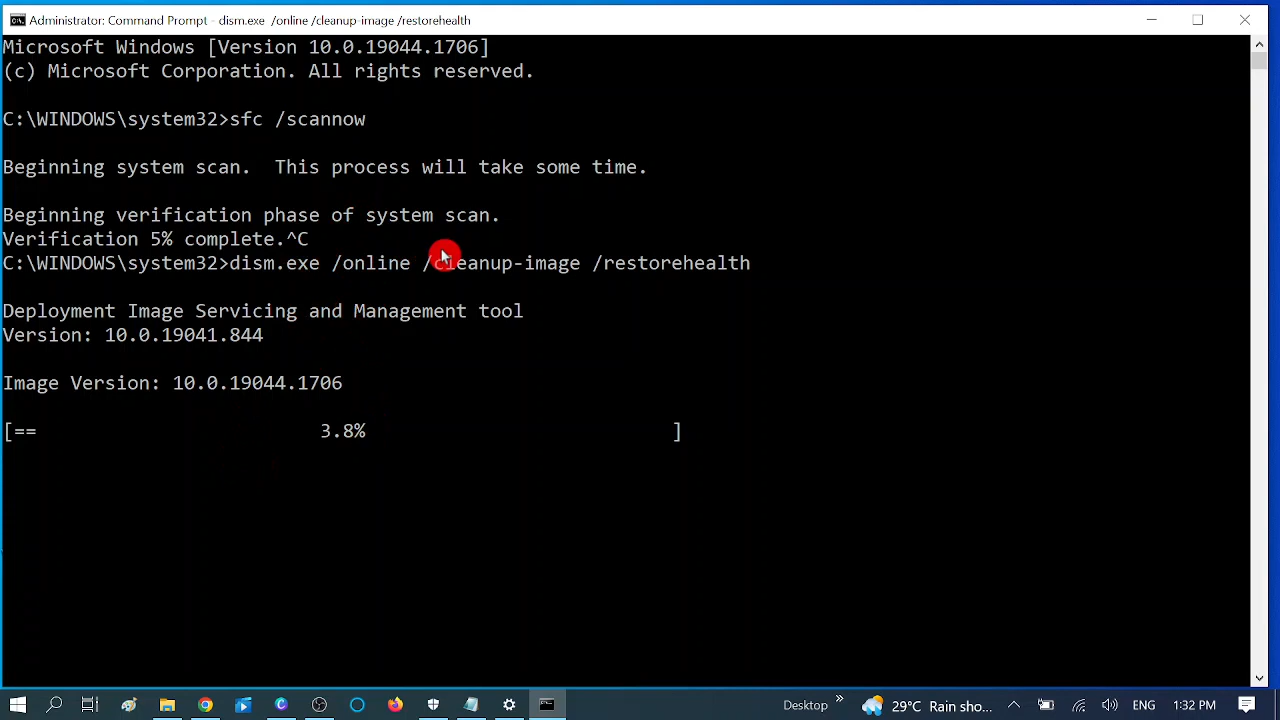 Administrator: Command Prompt - dism.exe  /online /cleanup-image /restorehealth
Microsoft Windows [Version 10.0.19044.1706]
(c) Microsoft Corporation. All rights reserved.
C:\WINDOWS\system32>sfc /scannow
Beginning system scan.  This process will take some time.
Beginning verification phase of system scan.
Verification 5% complete.^C
C:\WINDOWS\system32>dism.exe /online /cleanup-image /restorehealth
Deployment Image Servicing and Management tool
Version: 10.0.19041.844
Image Version: 10.0.19044.1706
[==                         3.8%                           ]
Desktop » 29°C Rain sho... ENG 1:32 PM